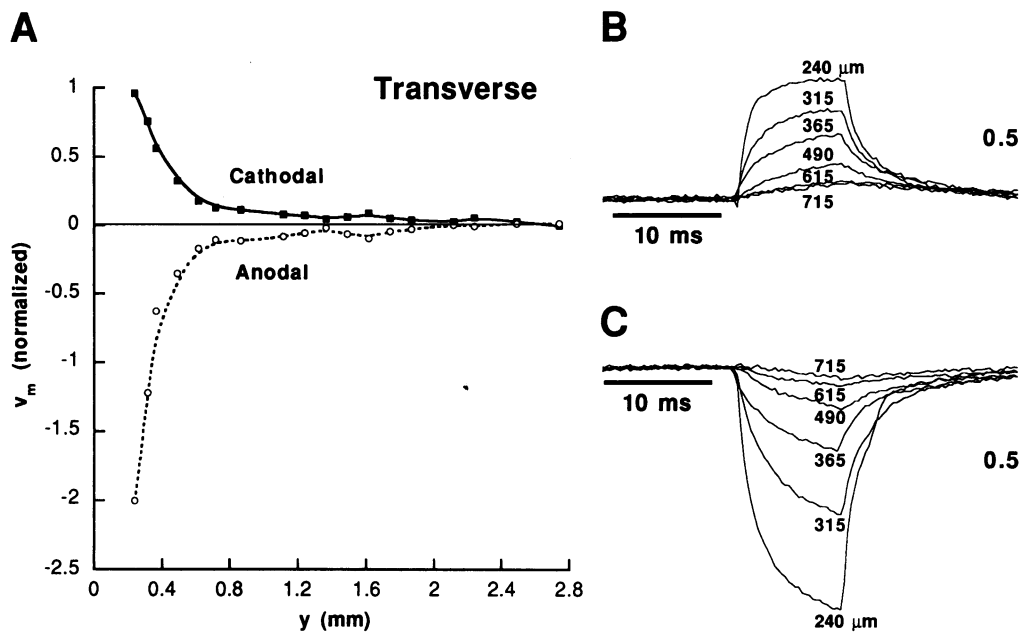 A
Transverse
1
0.5
0
-0.5
-1
-1.5
-2
-2.5
v_m (normalized)
Cathodal
Anodal
0
0.4
0.8
1.2
1.6
2
2.4
2.8
y (mm)
B
240 μm
315
365
490
615
715
0.5
10 ms
C
715
615
490
365
315
240 μm
0.5
10 ms